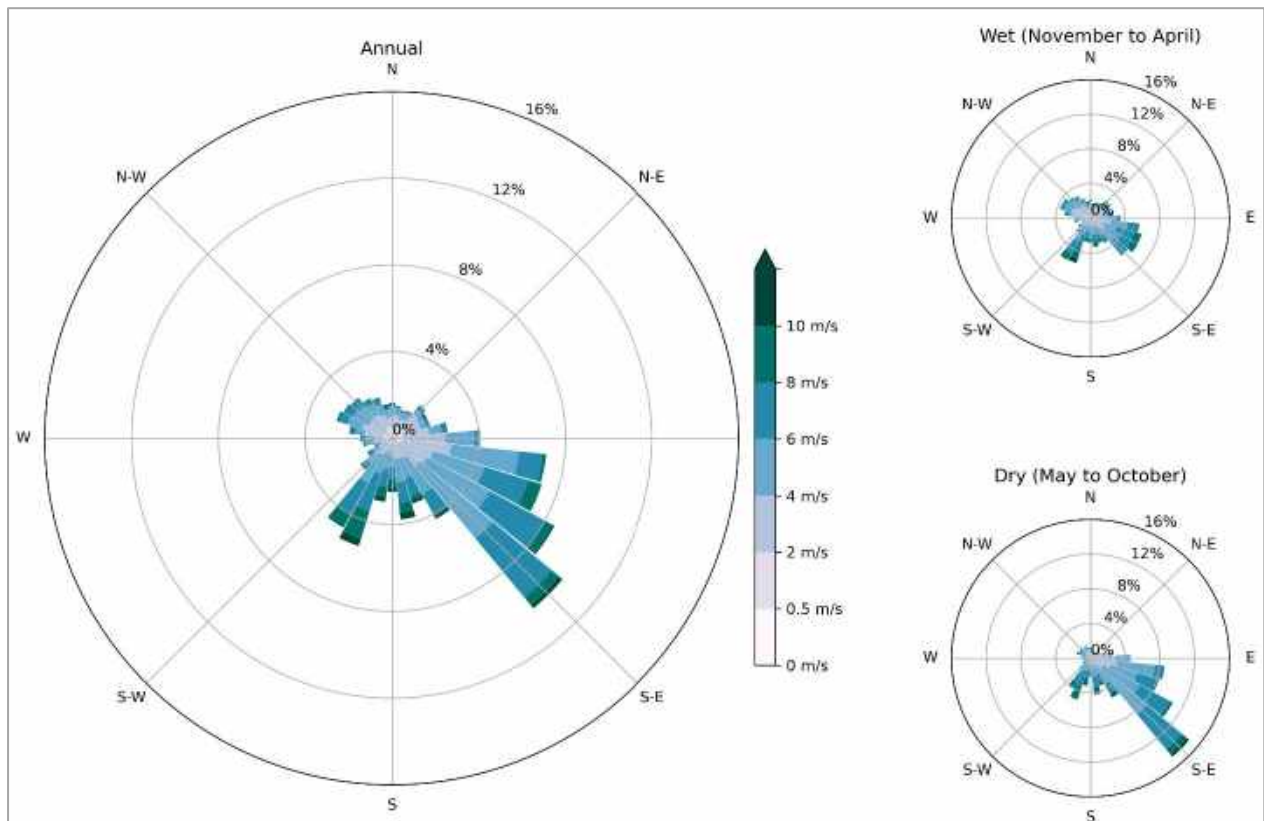 Annual
N
16%
N-W
N-E
12%
8%
4%
W
0%
S-W
S-E
S
10 m/s
8 m/s
6 m/s
4 m/s
2 m/s
0.5 m/s
0 m/s
Wet (November to April)
N
16%
N-W
N-E
12%
8%
4%
W
0%
E
S-W
S-E
S
Dry (May to October)
N
16%
N-W
N-E
12%
8%
4%
W
0%
E
S-W
S-E
S